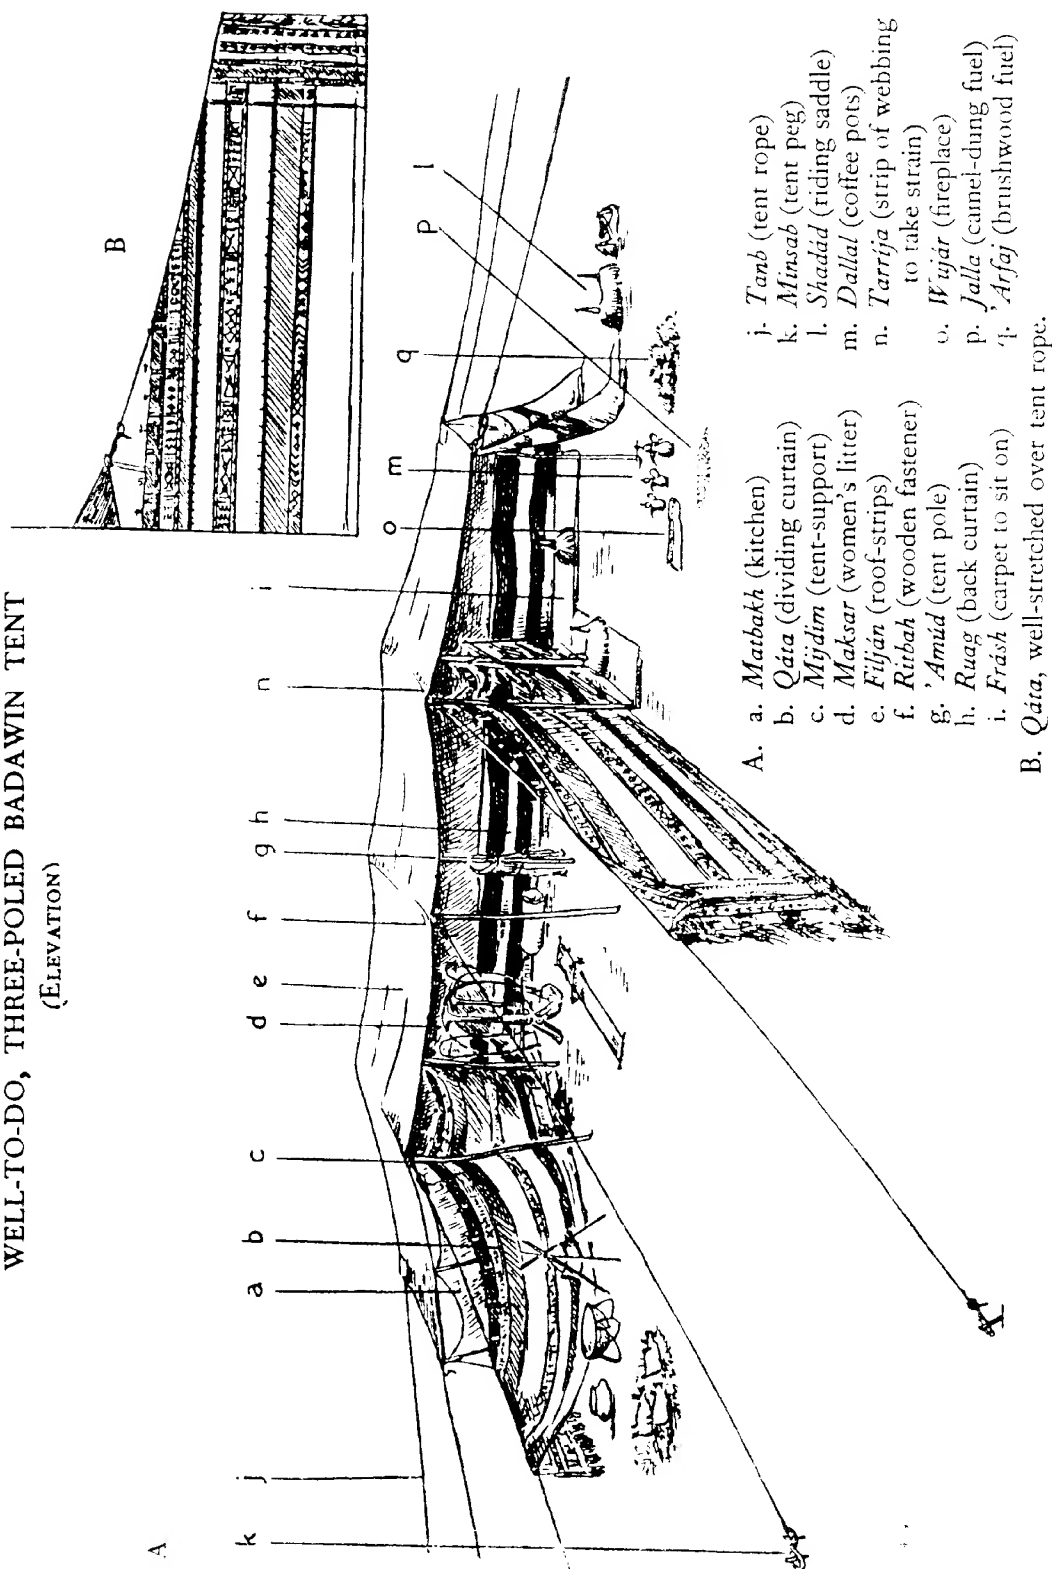 WELL-TO-DO, THREE-POLED BADAWIN TENT
(ELEVATION)
A
B
k
j
a
b
c
d
e
f
g
h
n
i
o
m
q
p
l
A. a. Matbakh (kitchen)
b. Qáta (dividing curtain)
c. Mijdim (tent-support)
d. Maksar (women's litter)
e. Filján (roof-strips)
f. Ritbah (wooden fastener)
g. 'Amúd (tent pole)
h. Ruag (back curtain)
i. Frásh (carpet to sit on)
j. Tanb (tent rope)
k. Minsab (tent peg)
l. Shadád (riding saddle)
m. Dallal (coffee pots)
n. Tarrija (strip of webbing
to take strain)
o. Wujár (fireplace)
p. Jalla (camel-dung fuel)
q. 'Arfaj (brushwood fuel)
B. Qáta, well-stretched over tent rope.